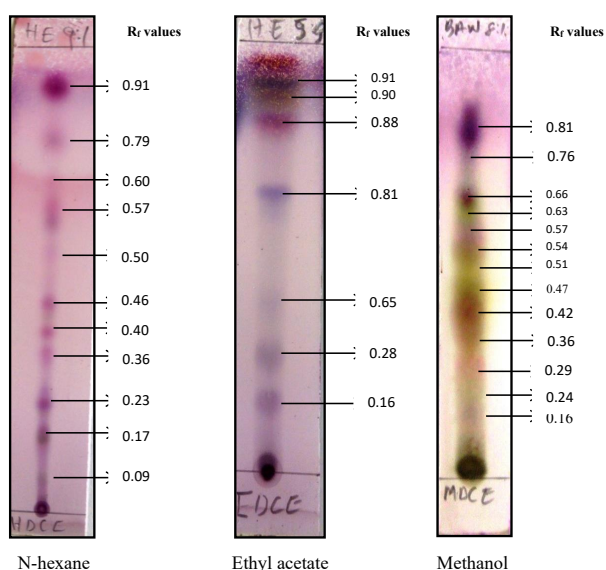 HE 9:1
Rf values
0.91
0.79
0.60
0.57
0.50
0.46
0.40
0.36
0.23
0.17
0.09
HDCE
N-hexane
HE 5:5
Rf values
0.91
0.90
0.88
0.81
0.65
0.28
0.16
EDCE
Ethyl acetate
BAW 8:1
Rf values
0.81
0.76
0.66
0.63
0.57
0.54
0.51
0.47
0.42
0.36
0.29
0.24
0.16
MDCE
Methanol